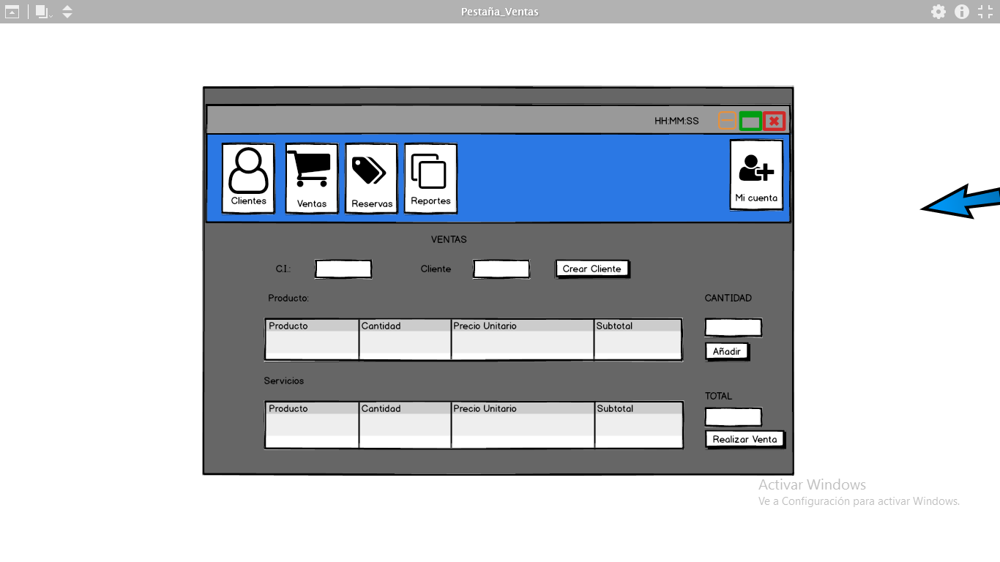 Pestaña_Ventas
HH:MM:SS
Clientes
Ventas
Reservas
Reportes
Mi cuenta
VENTAS
C.I.:
Cliente
Crear Cliente
Producto:
CANTIDAD
Producto Cantidad Precio Unitario Subtotal
Añadir
Servicios
TOTAL
Producto Cantidad Precio Unitario Subtotal
Realizar Venta
Activar Windows
Ve a Configuración para activar Windows.